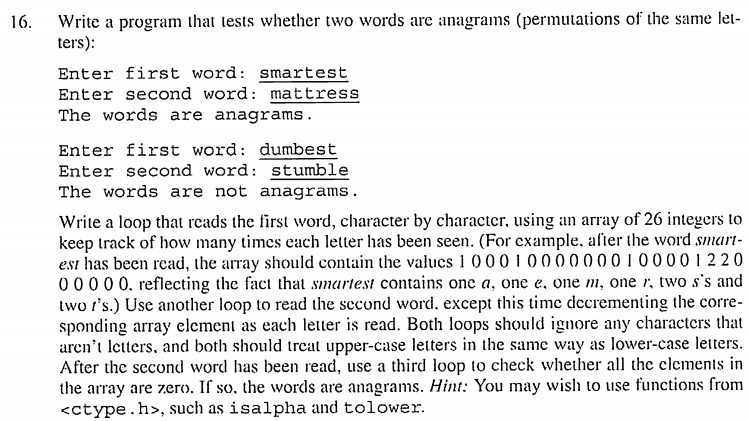 16. Write a program that tests whether two words are anagrams (permutations of the same let-
ters):
Enter first word: smartest
Enter second word: mattress
The words are anagrams.
Enter first word: dumbest
Enter second word: stumble
The words are not anagrams.
Write a loop that reads the first word, character by character, using an array of 26 integers to
keep track of how many times each letter has been seen. (For example, after the word smart-
est has been read, the array should contain the values 1 0 0 0 1 0 0 0 0 0 0 0 1 0 0 0 0 1 2 2 0
0 0 0 0 0, reflecting the fact that smartest contains one a, one e, one m, one r, two s's and
two t's.) Use another loop to read the second word, except this time decrementing the corre-
sponding array element as each letter is read. Both loops should ignore any characters that
aren't letters, and both should treat upper-case letters in the same way as lower-case letters.
After the second word has been read, use a third loop to check whether all the elements in
the array are zero. If so, the words are anagrams. Hint: You may wish to use functions from
<ctype.h>, such as isalpha and tolower.